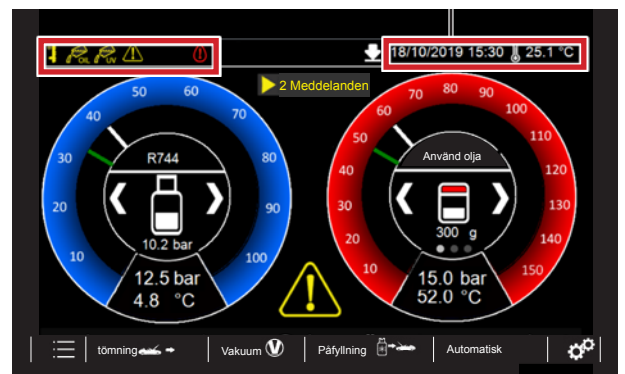 OIL UV 18/10/2019 15:30 25.1 °C
2 Meddelanden
10 20 30 40 50 60 70 80 90 100
R744
10.2 bar
12.5 bar
4.8 °C
10 20 30 40 50 60 70 80 90 100 110 120 130 140 150
Använd olja
300 g
15.0 bar
52.0 °C
tömning Vakuum V Påfyllning Automatisk